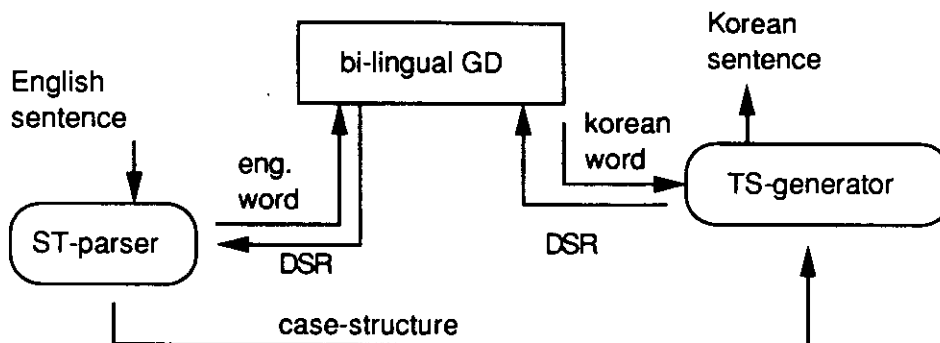 Korean
sentence
bi-lingual GD
English
sentence
korean
word
eng.
word
TS-generator
ST-parser
DSR
DSR
case-structure